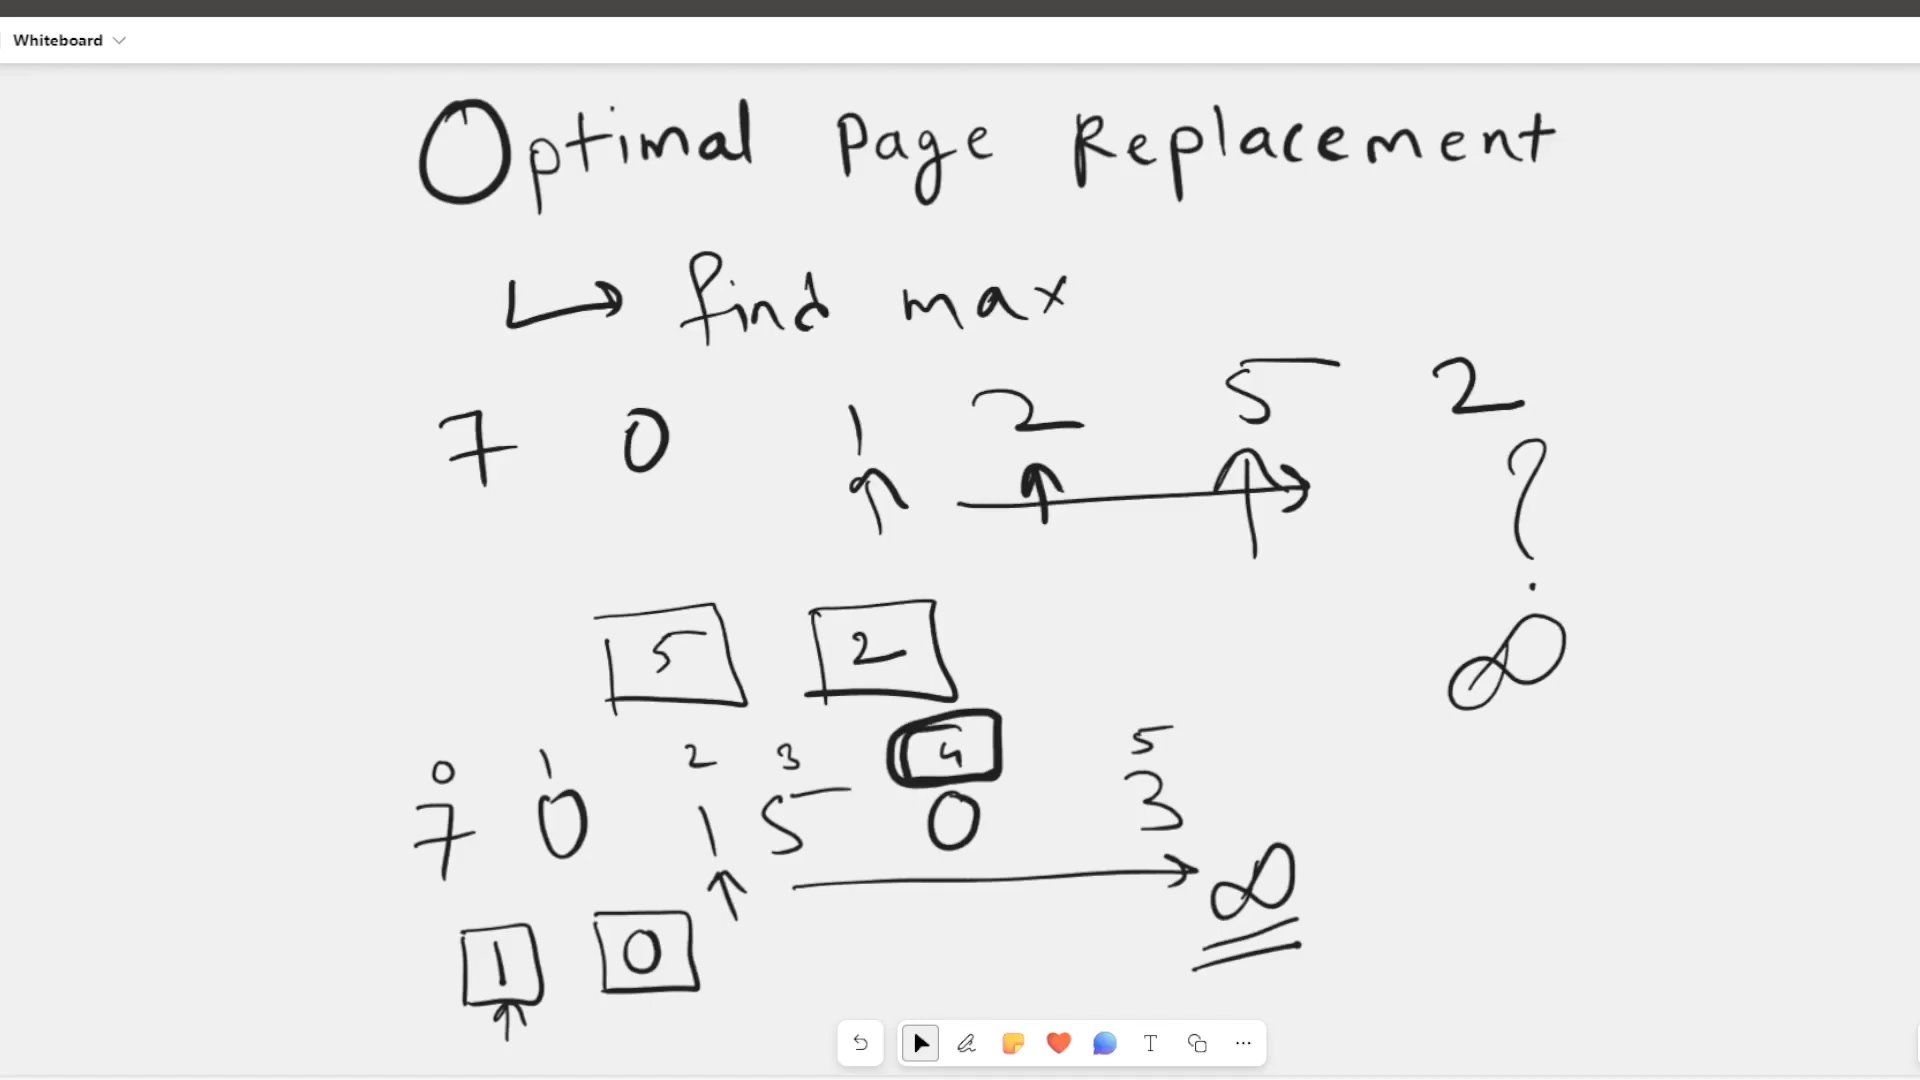 Whiteboard
Optimal Page Replacement
↳ find max
7 0 1 2 5 2
?
5 2
∞
0 1 2 3 4 5
7 0 1 5 0 3
∞
1 0
T